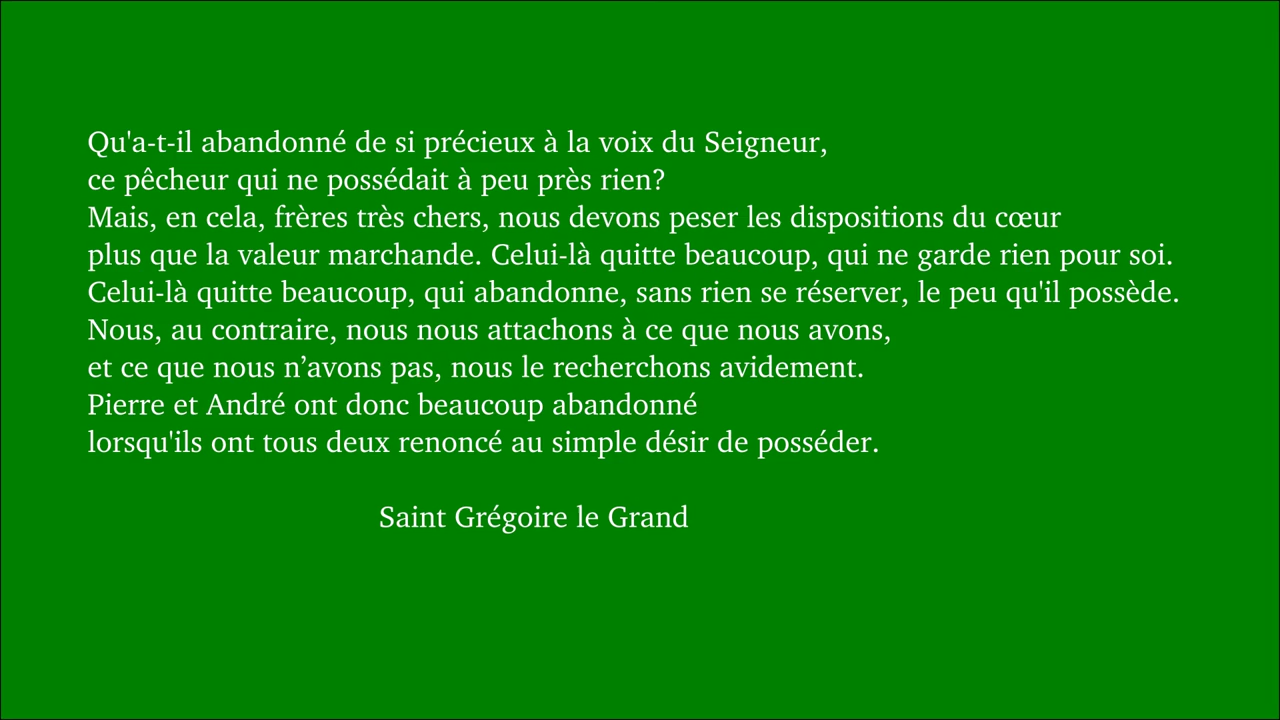 Qu'a-t-il abandonné de si précieux à la voix du Seigneur,
ce pêcheur qui ne possédait à peu près rien?
Mais, en cela, frères très chers, nous devons peser les dispositions du cœur
plus que la valeur marchande. Celui-là quitte beaucoup, qui ne garde rien pour soi.
Celui-là quitte beaucoup, qui abandonne, sans rien se réserver, le peu qu'il possède.
Nous, au contraire, nous nous attachons à ce que nous avons,
et ce que nous n’avons pas, nous le recherchons avidement.
Pierre et André ont donc beaucoup abandonné
lorsqu'ils ont tous deux renoncé au simple désir de posséder.
Saint Grégoire le Grand